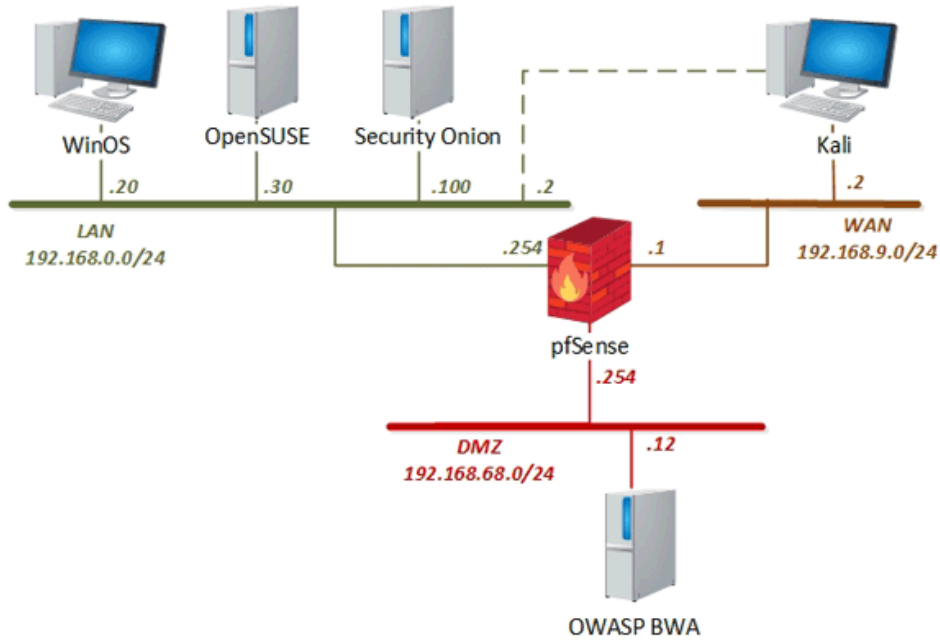 WinOS
OpenSUSE
Security Onion
Kali
.20
.30
.100
.2
.2
LAN
192.168.0.0/24
WAN
192.168.9.0/24
.254
.1
pfSense
.254
DMZ
192.168.68.0/24
.12
OWASP BWA